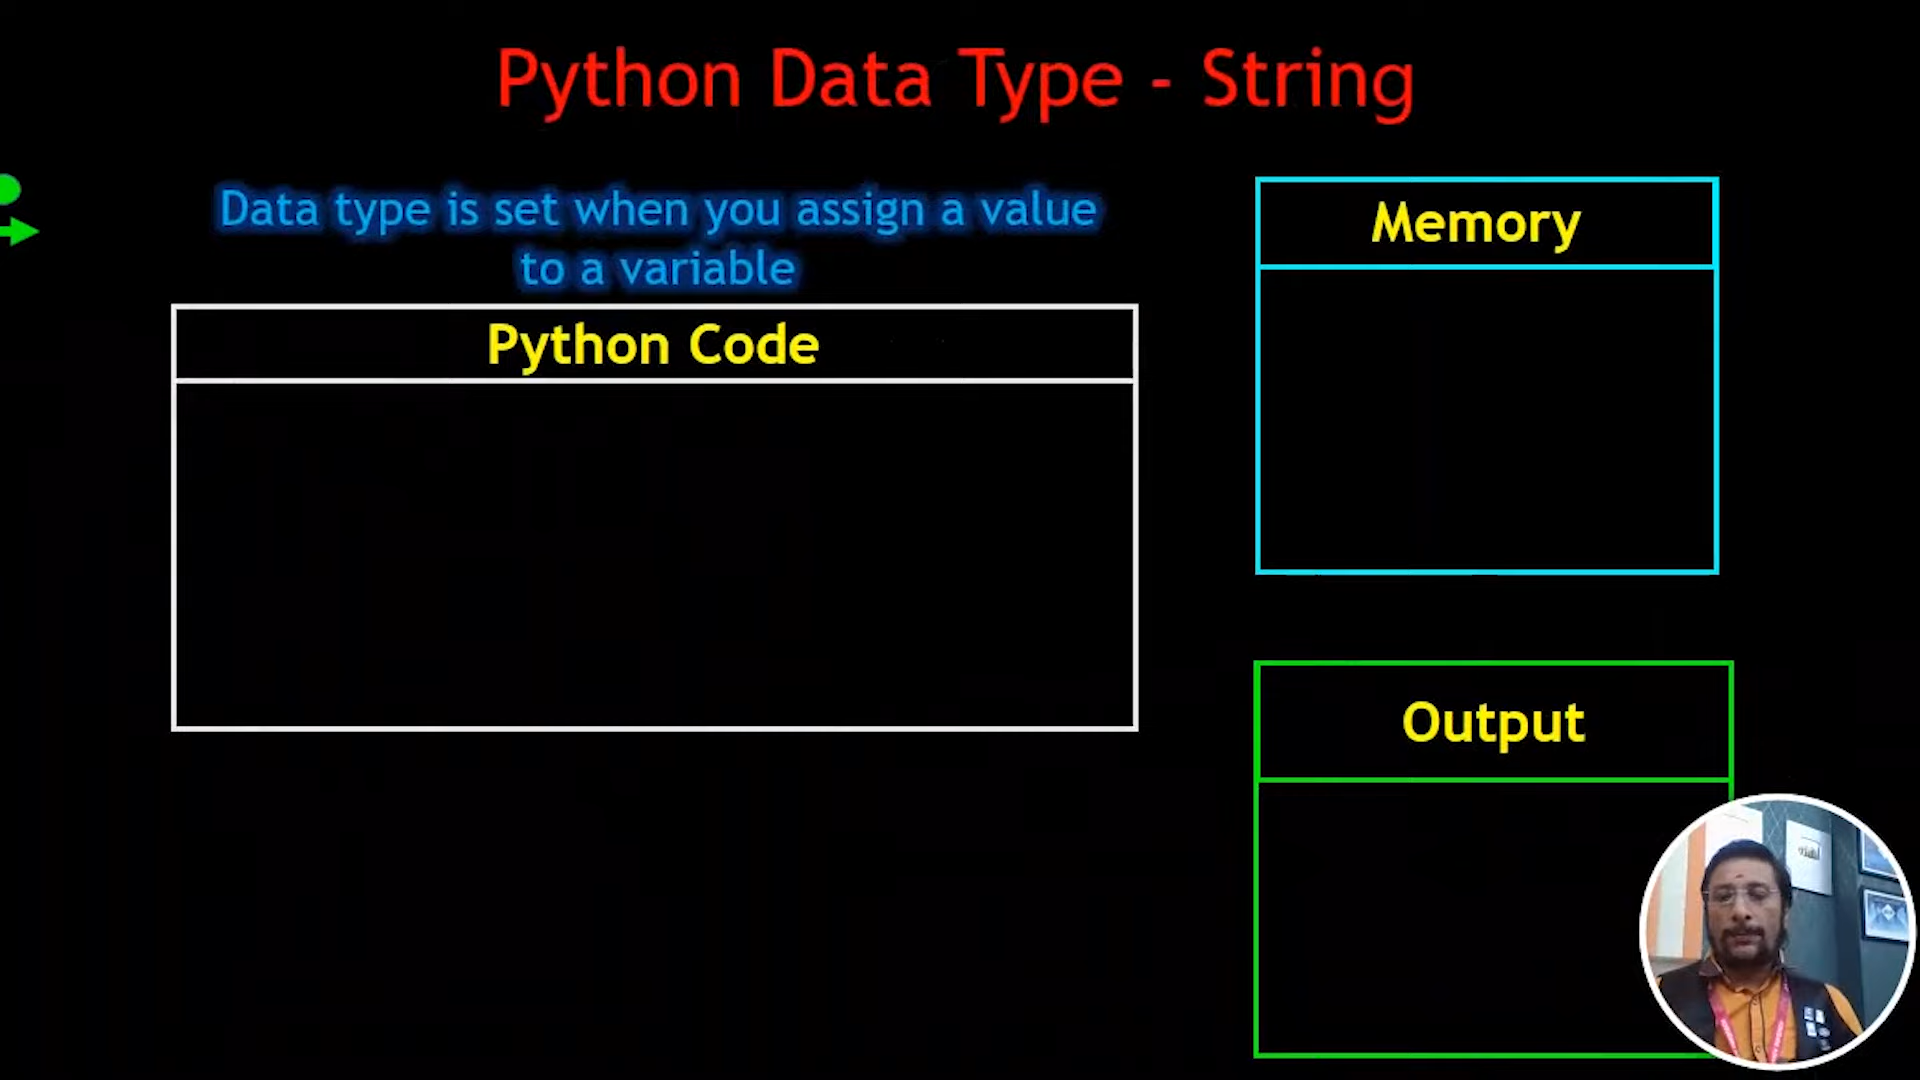 Python Data Type - String
Data type is set when you assign a value
to a variable
Python Code
Memory
Output